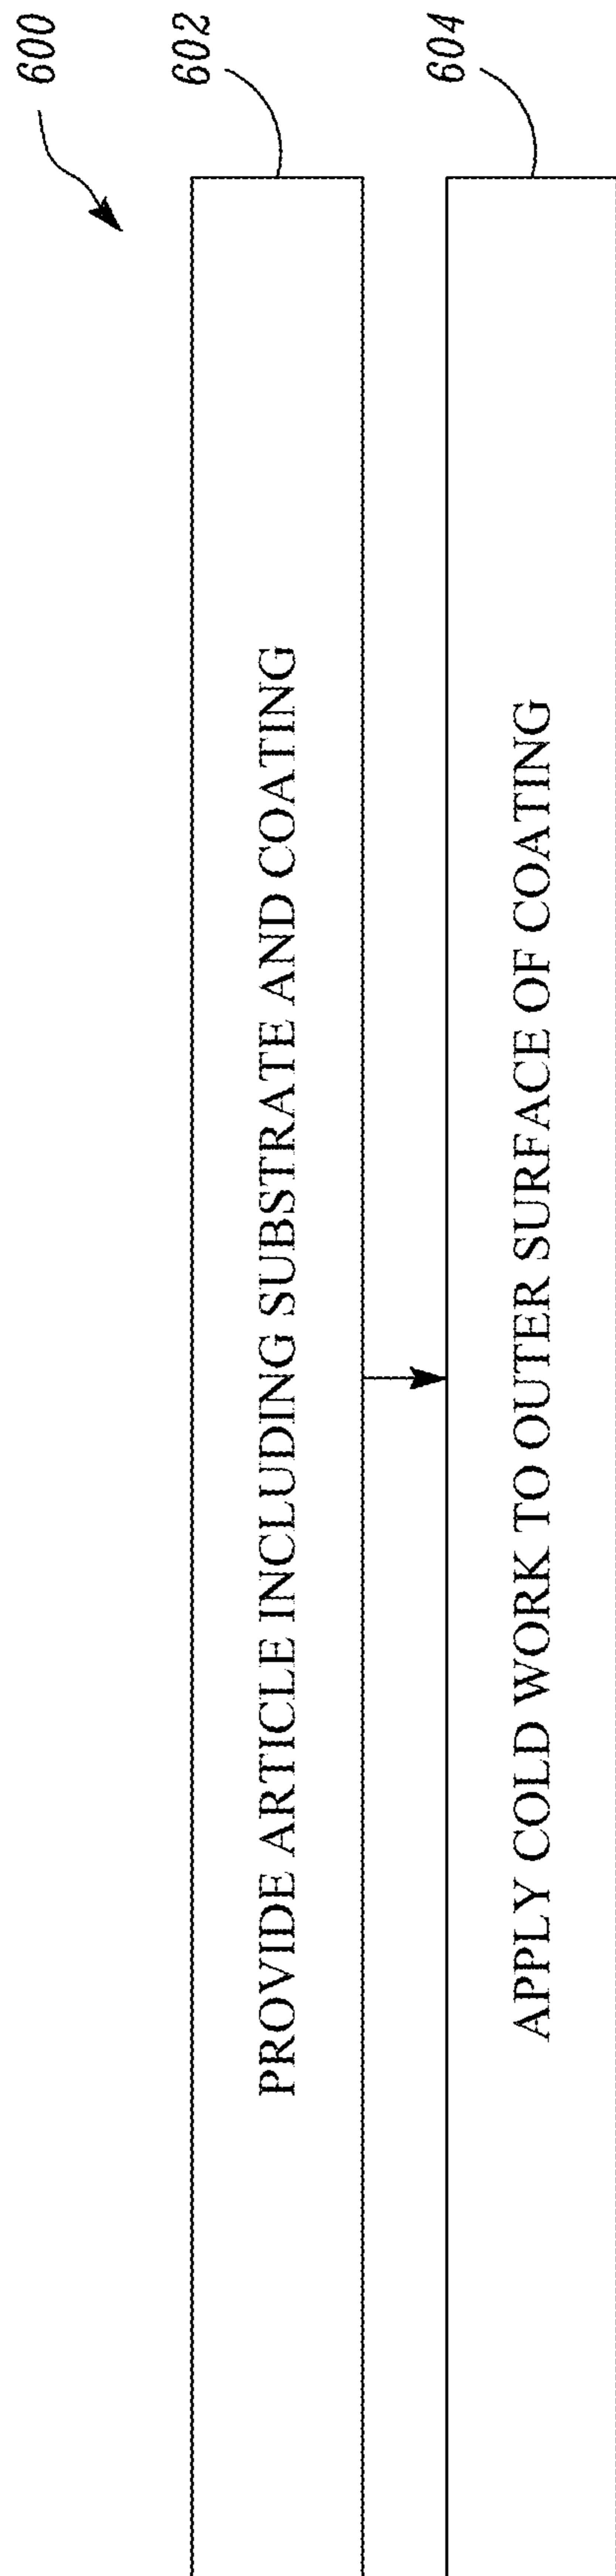 600
602
PROVIDE ARTICLE INCLUDING SUBSTRATE AND COATING
604
APPLY COLD WORK TO OUTER SURFACE OF COATING